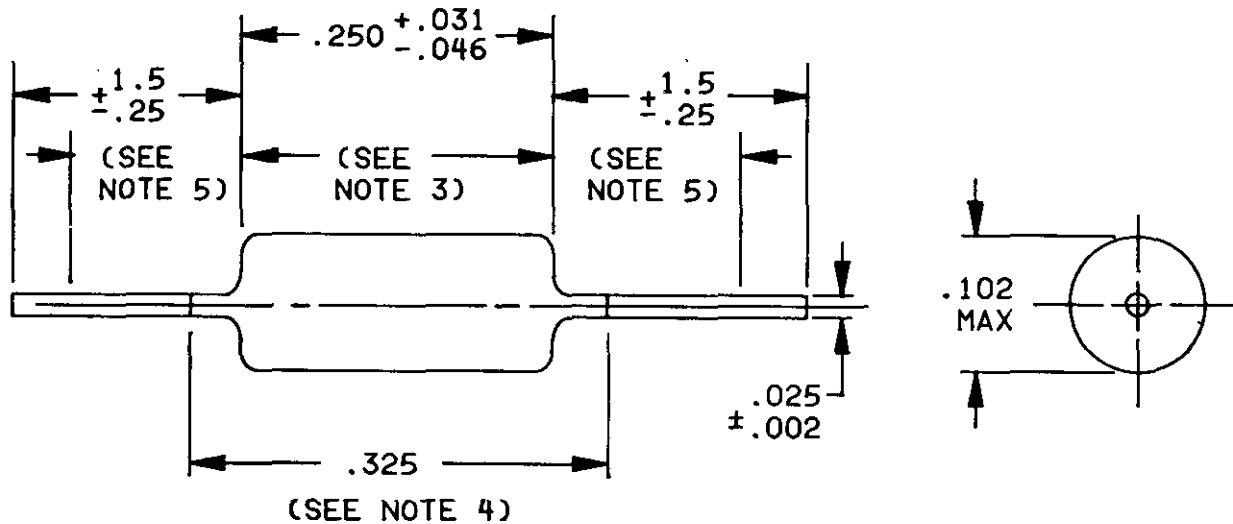 .250 +.031
-.046
1.5
±.25
1.5
±.25
(SEE
NOTE 5)
(SEE
NOTE 3)
(SEE
NOTE 5)
.102
MAX
.025
±.002
.325
(SEE NOTE 4)